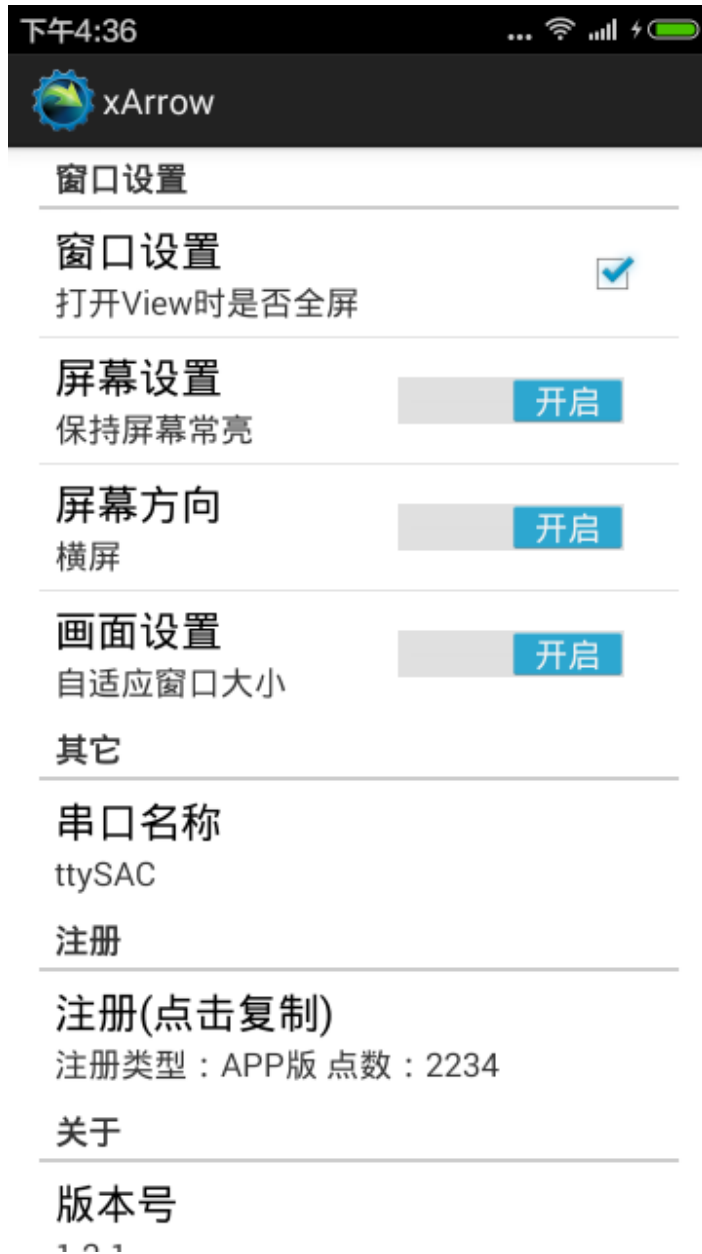 下午4:36
xArrow
窗口设置
窗口设置
打开View时是否全屏
屏幕设置
保持屏幕常亮
开启
屏幕方向
横屏
开启
画面设置
自适应窗口大小
开启
其它
串口名称
ttySAC
注册
注册(点击复制)
注册类型：APP版 点数：2234
关于
版本号